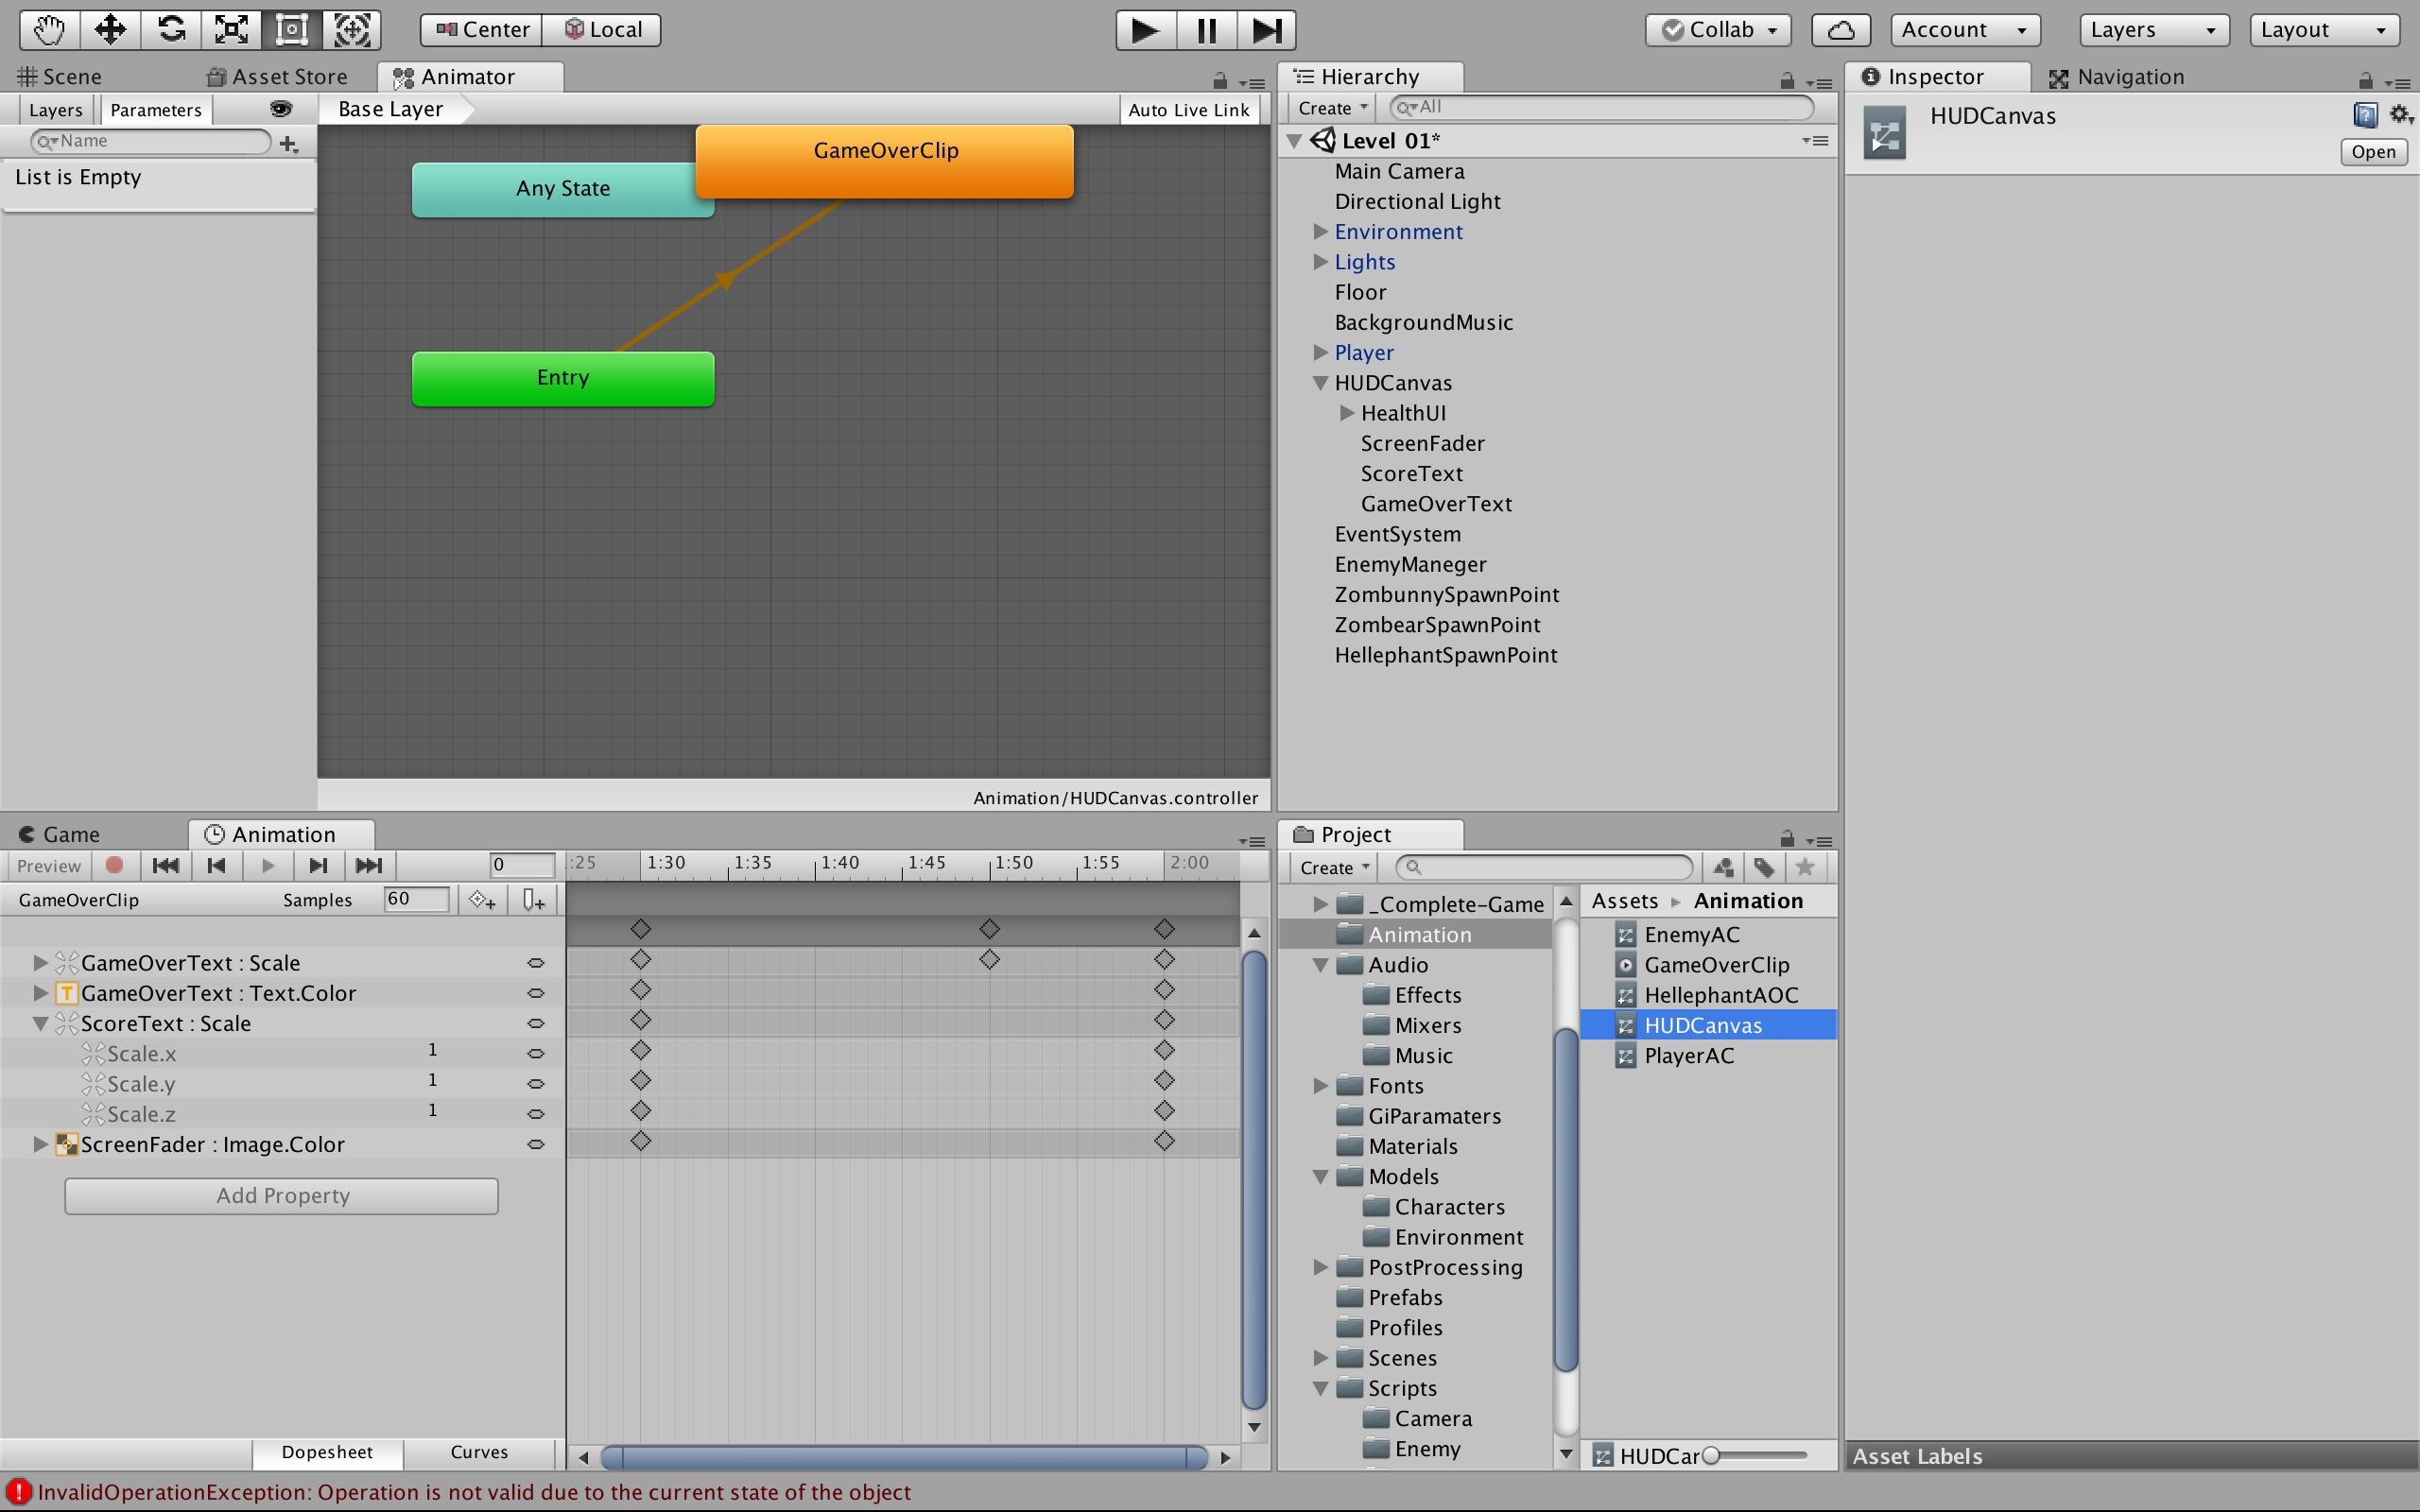 Center
Local
Collab
Account
Layers
Layout
Scene
Asset Store
Animator
Layers
Parameters
Base Layer
Auto Live Link
Name
List is Empty
GameOverClip
Any State
Entry
Animation/HUDCanvas.controller
Hierarchy
Create
All
Level 01*
Main Camera
Directional Light
Environment
Lights
Floor
BackgroundMusic
Player
HUDCanvas
HealthUI
ScreenFader
ScoreText
GameOverText
EventSystem
EnemyManeger
ZombunnySpawnPoint
ZombearSpawnPoint
HellephantSpawnPoint
Inspector
Navigation
HUDCanvas
Open
Game
Animation
Preview
0
:25 1:30 1:35 1:40 1:45 1:50 1:55 2:00
GameOverClip
Samples
60
GameOverText : Scale
GameOverText : Text.Color
ScoreText : Scale
Scale.x 1
Scale.y 1
Scale.z 1
ScreenFader : Image.Color
Add Property
Dopesheet
Curves
Project
Create
_Complete-Game
Animation
Audio
Effects
Mixers
Music
Fonts
GiParamaters
Materials
Models
Characters
Environment
PostProcessing
Prefabs
Profiles
Scenes
Scripts
Camera
Enemy
Assets Animation
EnemyAC
GameOverClip
HellephantAOC
HUDCanvas
PlayerAC
HUDCar
Asset Labels
InvalidOperationException: Operation is not valid due to the current state of the object